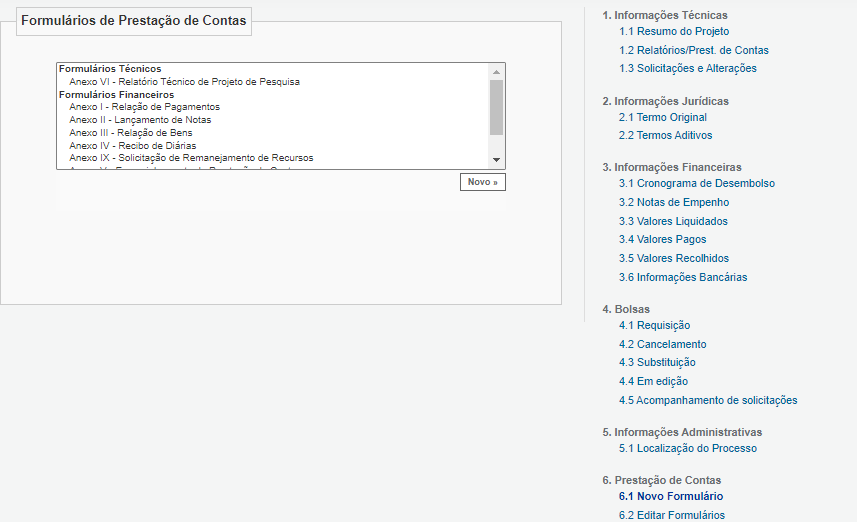 Formulários de Prestação de Contas
Formulários Técnicos
Anexo VI - Relatório Técnico de Projeto de Pesquisa
Formulários Financeiros
Anexo I - Relação de Pagamentos
Anexo II - Lançamento de Notas
Anexo III - Relação de Bens
Anexo IV - Recibo de Diárias
Anexo IX - Solicitação de Remanejamento de Recursos
Novo »
1. Informações Técnicas
1.1 Resumo do Projeto
1.2 Relatórios/Prest. de Contas
1.3 Solicitações e Alterações
2. Informações Jurídicas
2.1 Termo Original
2.2 Termos Aditivos
3. Informações Financeiras
3.1 Cronograma de Desembolso
3.2 Notas de Empenho
3.3 Valores Liquidados
3.4 Valores Pagos
3.5 Valores Recolhidos
3.6 Informações Bancárias
4. Bolsas
4.1 Requisição
4.2 Cancelamento
4.3 Substituição
4.4 Em edição
4.5 Acompanhamento de solicitações
5. Informações Administrativas
5.1 Localização do Processo
6. Prestação de Contas
6.1 Novo Formulário
6.2 Editar Formulários